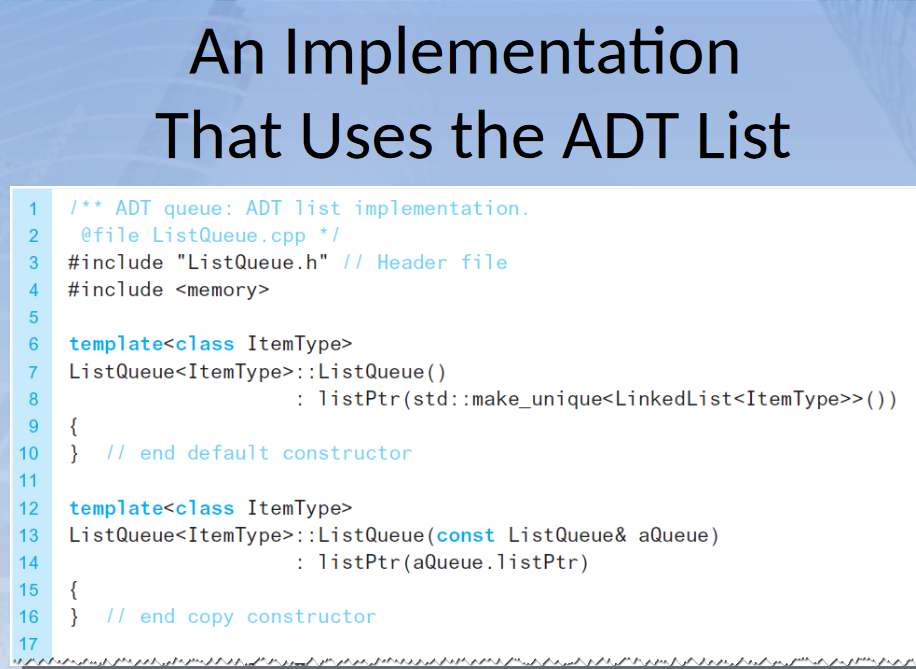 An Implementation
That Uses the ADT List
1 /** ADT queue: ADT list implementation.
2 @file ListQueue.cpp */
3 #include "ListQueue.h" // Header file
4 #include <memory>
5
6 template<class ItemType>
7 ListQueue<ItemType>::ListQueue()
8 : listPtr(std::make_unique<LinkedList<ItemType>>())
9 {
10 } // end default constructor
11
12 template<class ItemType>
13 ListQueue<ItemType>::ListQueue(const ListQueue& aQueue)
14 : listPtr(aQueue.listPtr)
15 {
16 } // end copy constructor
17